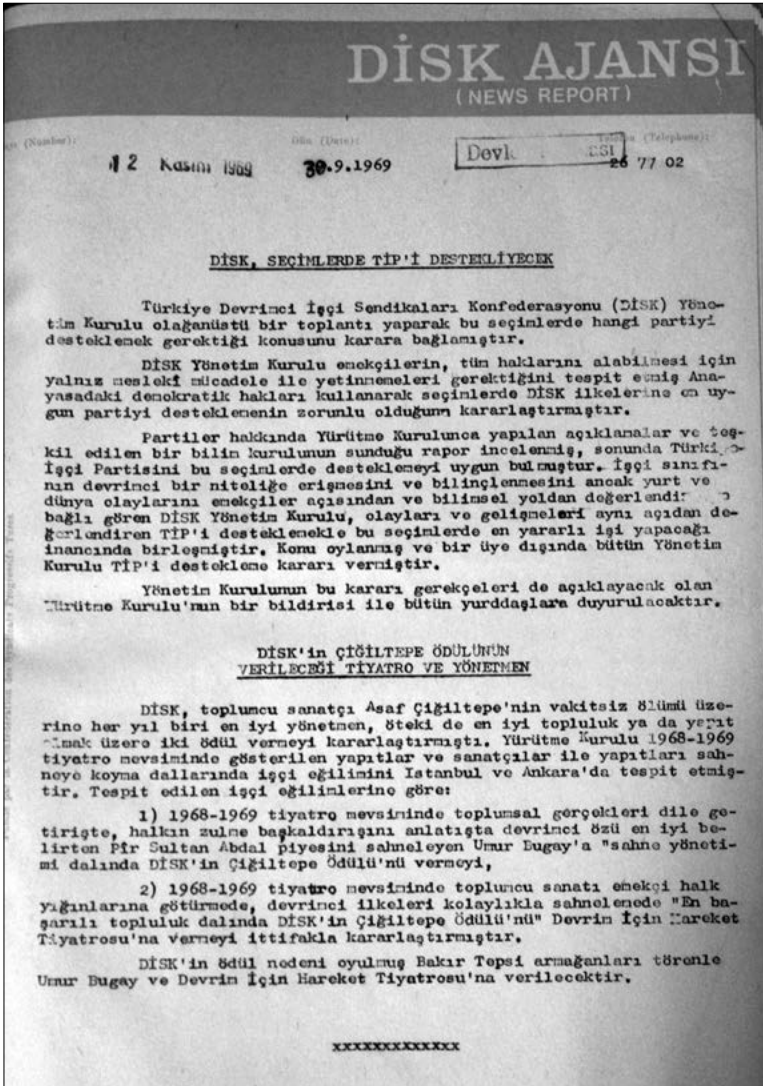 DİSK AJANSI
(NEWS REPORT)
(Number): Gün (Date): (Telephone):
12 Kasım 1969 30.9.1969 Devl 26 77 02
DİSK, SEÇİMLERDE TİP'İ DESTEKLİYECEK
Türkiye Devrimci İşçi Sendikaları Konfederasyonu (DİSK) Yöne-
tim Kurulu olağanüstü bir toplantı yaparak bu seçimlerde hangi partiyi
desteklemek gerektiği konusunu karara bağlamıştır.
DİSK Yönetim Kurulu emekçilerin, tüm haklarını alabilmesi için
yalnız mesleki mücadele ile yetinmemeleri gerektiğini tespit etmiş Ana-
yasadaki demokratik hakları kullanarak seçimlerde DİSK ilkelerine en uy-
gun partiyi desteklemenin zorunlu olduğunu kararlaştırmıştır.
Partiler hakkında Yürütme Kurulunca yapılan açıklamalar ve teş-
kil edilen bir bilim kurulunun sunduğu rapor incelenmiş, sonunda Türkiye
İşçi Partisini bu seçimlerde desteklemeyi uygun bulmuştur. İşçi sınıfı-
nın devrimci bir niteliğe erişmesini ve bilinçlenmesini ancak yurt ve
dünya olaylarını emekçiler açısından ve bilimsel yoldan
bağlı gören DİSK Yönetim Kurulu, olayları ve gelişmeleri aynı açıdan de-
ğerlendiren TİP'i desteklemekle bu seçimlerde en yararlı işi yapacağı
inancında birleşmiştir. Konu oylanmış ve bir üye dışında bütün Yönetim
Kurulu TİP'i destekleme kararı vermiştir.
Yönetim Kurulunun bu kararı gerekçeleri de açıklayacak olan
Yürütme Kurulu'nun bir bildirisi ile bütün yurddaşlara duyurulacaktır.
DİSK'in ÇİĞİLTEPE ÖDÜLÜNÜN
VERİLECEĞİ TİYATRO VE YÖNETMEN
DİSK, toplumcu sanatçı Asaf Çiğiltepe'nin vakitsiz ölümü üze-
rine her yıl biri en iyi yönetmen, öteki de en iyi topluluk ya da yapıt
olmak üzere iki ödül vermeyi kararlaştırmıştı. Yürütme Kurulu 1968-1969
tiyatro mevsiminde gösterilen yapıtlar ve sanatçılar ile yapıtları sah-
neye koyma dallarında işçi eğilimini İstanbul ve Ankara'da tespit etmiş-
tir. Tespit edilen işçi eğilimlerine göre:
1) 1968-1969 tiyatro mevsiminde toplumsal gerçekleri dile ge-
tirişte, halkın zulme başkaldırışını anlatışta devrimci özü en iyi be-
lirten Pir Sultan Abdal piyesini sahneleyen Umur Bugay'a "sahne yöneti-
mi dalında DİSK'in Çiğiltepe Ödülü'nü vermeyi,
2) 1968-1969 tiyatro mevsiminde toplumcu sanatı emekçi halk
yığınlarına götürmede, devrimci ilkeleri kolaylıkla sahnelemede "En ba-
şarılı topluluk dalında DİSK'in Çiğiltepe Ödülü'nü" Devrim İçin Hareket
Tiyatrosu'na vermeyi ittifakla kararlaştırmıştır.
DİSK'in ödül nedeni oyulmuş Bakır Tepsi armağanları törenle
Umur Bugay ve Devrim İçin Hareket Tiyatrosu'na verilecektir.
xxxxxxxxxxxxx